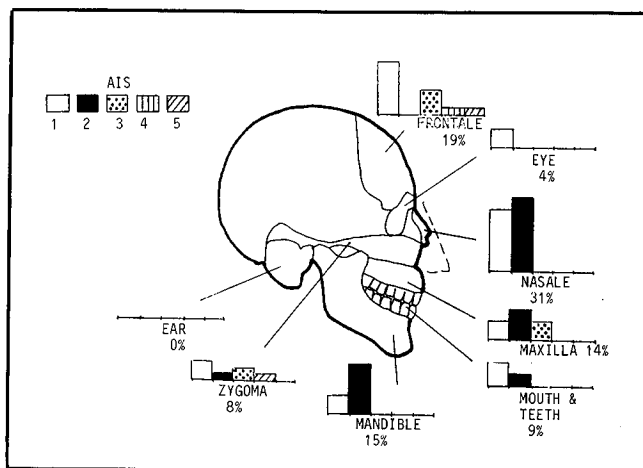 AIS
1 2 3 4 5
FRONTALE
19%
EYE
4%
NASALE
31%
EAR
0%
MAXILLA 14%
ZYGOMA
8%
MANDIBLE
15%
MOUTH &
TEETH
9%